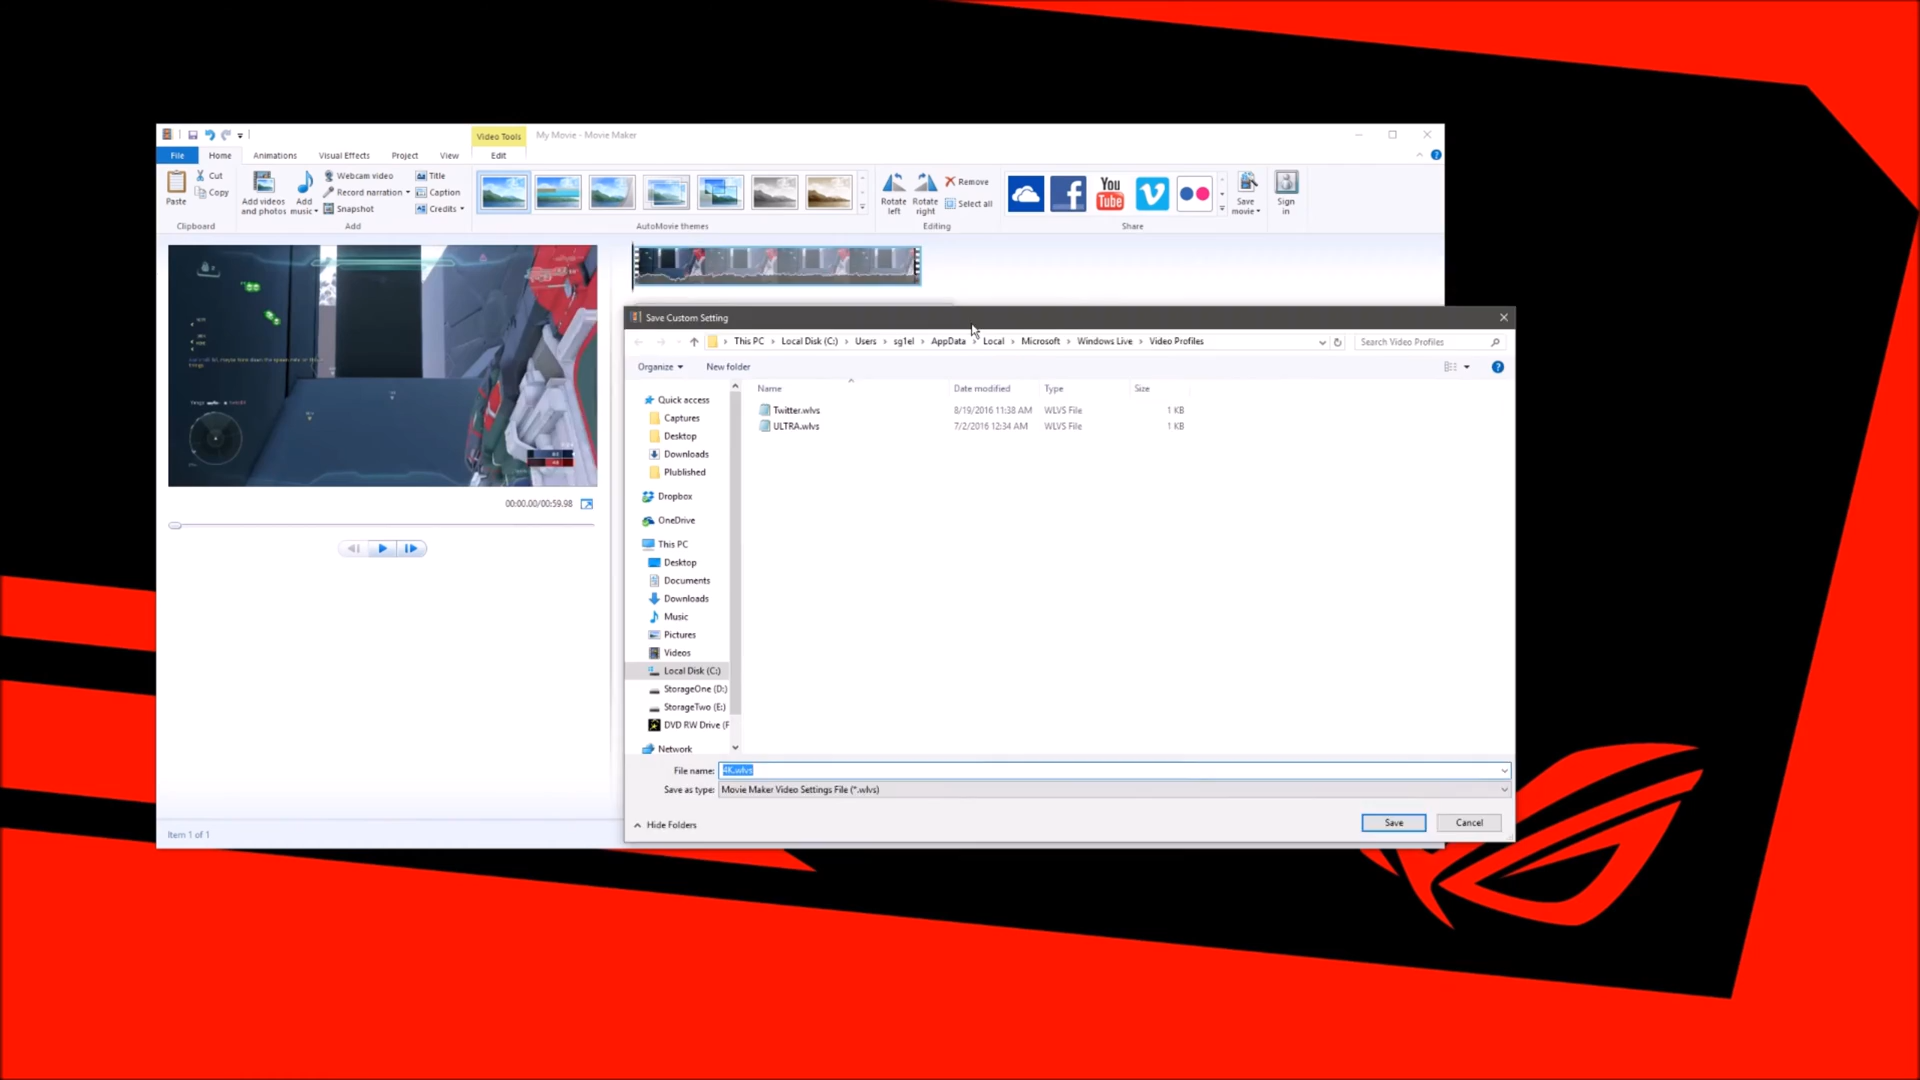 Video Tools
My Movie - Movie Maker
File
Home
Animations
Visual Effects
Project
View
Edit
Paste
Cut
Copy
Clipboard
Add videos
and photos
Add
music
Webcam video
Record narration
Snapshot
Title
Caption
Credits
Add
AutoMovie themes
Rotate
left
Rotate
right
Remove
Select all
Editing
You
Tube
Share
Save
movie
Sign
in
00:00.00/00:59.98
Item 1 of 1
Save Custom Setting
This PC
Local Disk (C:)
Users
sg1el
AppData
Local
Microsoft
Windows Live
Video Profiles
Search Video Profiles
Organize
New folder
Name
Date modified
Type
Size
Twitter.wlvs
8/19/2016 11:38 AM
WLVS File
1 KB
ULTRA.wlvs
7/2/2016 12:34 AM
WLVS File
1 KB
Quick access
Captures
Desktop
Downloads
Plublished
Dropbox
OneDrive
This PC
Desktop
Documents
Downloads
Music
Pictures
Videos
Local Disk (C:)
StorageOne (D:)
StorageTwo (E:)
DVD RW Drive (F
Network
File name:
4K.wlvs
Save as type:
Movie Maker Video Settings File (*.wlvs)
Hide Folders
Save
Cancel